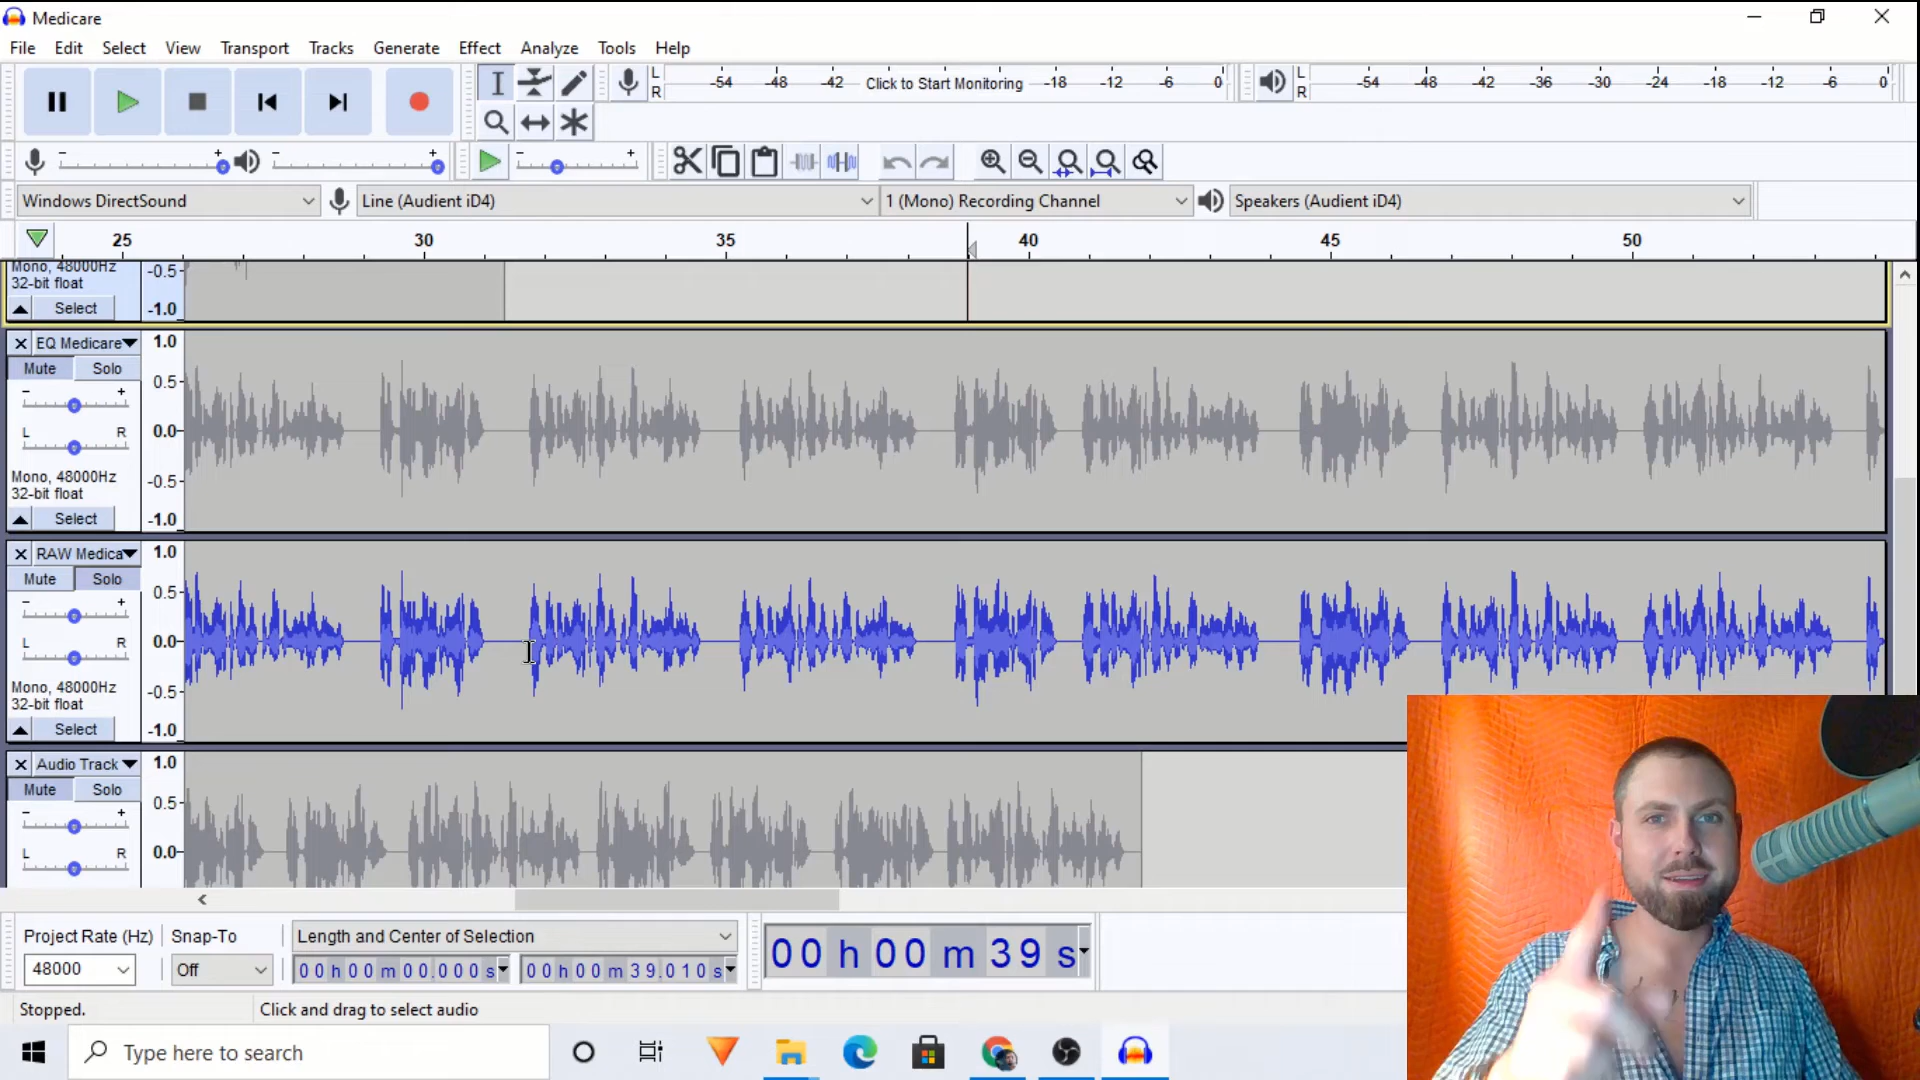 Medicare
File Edit Select View Transport Tracks Generate Effect Analyze Tools Help
L
R
-54 -48 -42 Click to Start Monitoring -18 -12 -6 0
L
R
-54 -48 -42 -36 -30 -24 -18 -12 -6 0
- + - + - +
Windows DirectSound
Line (Audient iD4)
1 (Mono) Recording Channel
Speakers (Audient iD4)
25 30 35 40 45 50
Mono, 48000Hz
32-bit float
Select
-0.5
-1.0
EQ Medicare
Mute Solo
- +
L R
Mono, 48000Hz
32-bit float
Select
1.0
0.5
0.0
-0.5
-1.0
RAW Medica
Mute Solo
- +
L R
Mono, 48000Hz
32-bit float
Select
1.0
0.5
0.0
-0.5
-1.0
Audio Track
Mute Solo
- +
L R
1.0
0.5
0.0
Project Rate (Hz)
48000
Snap-To
Off
Length and Center of Selection
00 h 00 m 00.000 s
00 h 00 m 39.010 s
00 h 00 m 39 s
Stopped.
Click and drag to select audio
Type here to search